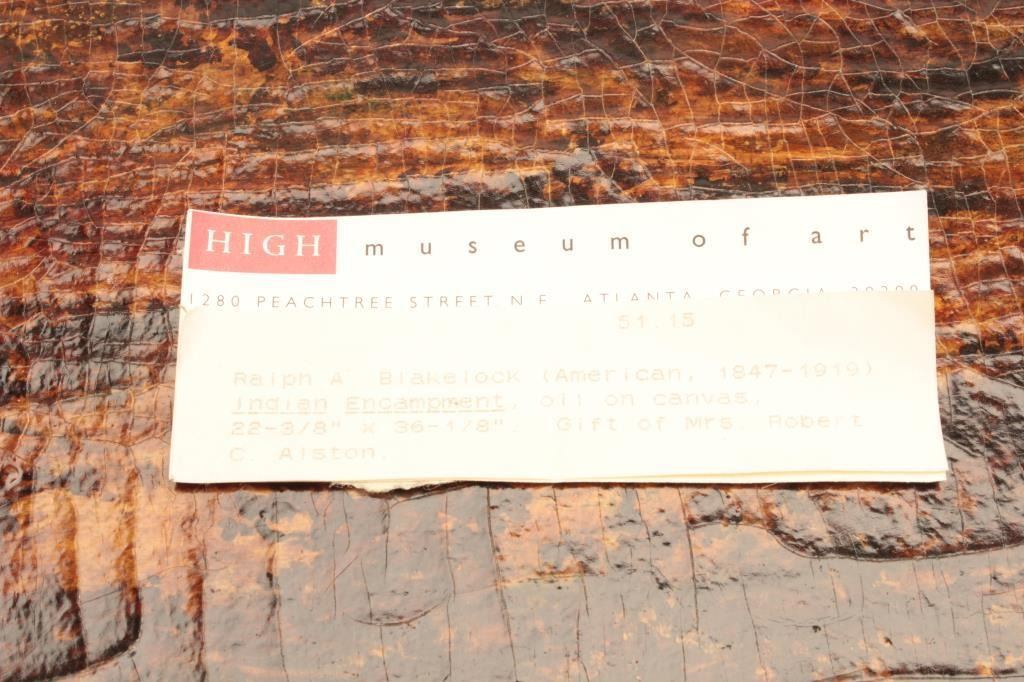 HIGH museum of art
1280 PEACHTREE STREET, N.E. ATLANTA, GEORGIA 30309
51.15
Ralph A. Blakelock (American, 1847-1919)
Indian Encampment, oil on canvas,
22-3/8" x 36-1/8". Gift of Mrs. Robert
C. Alston.